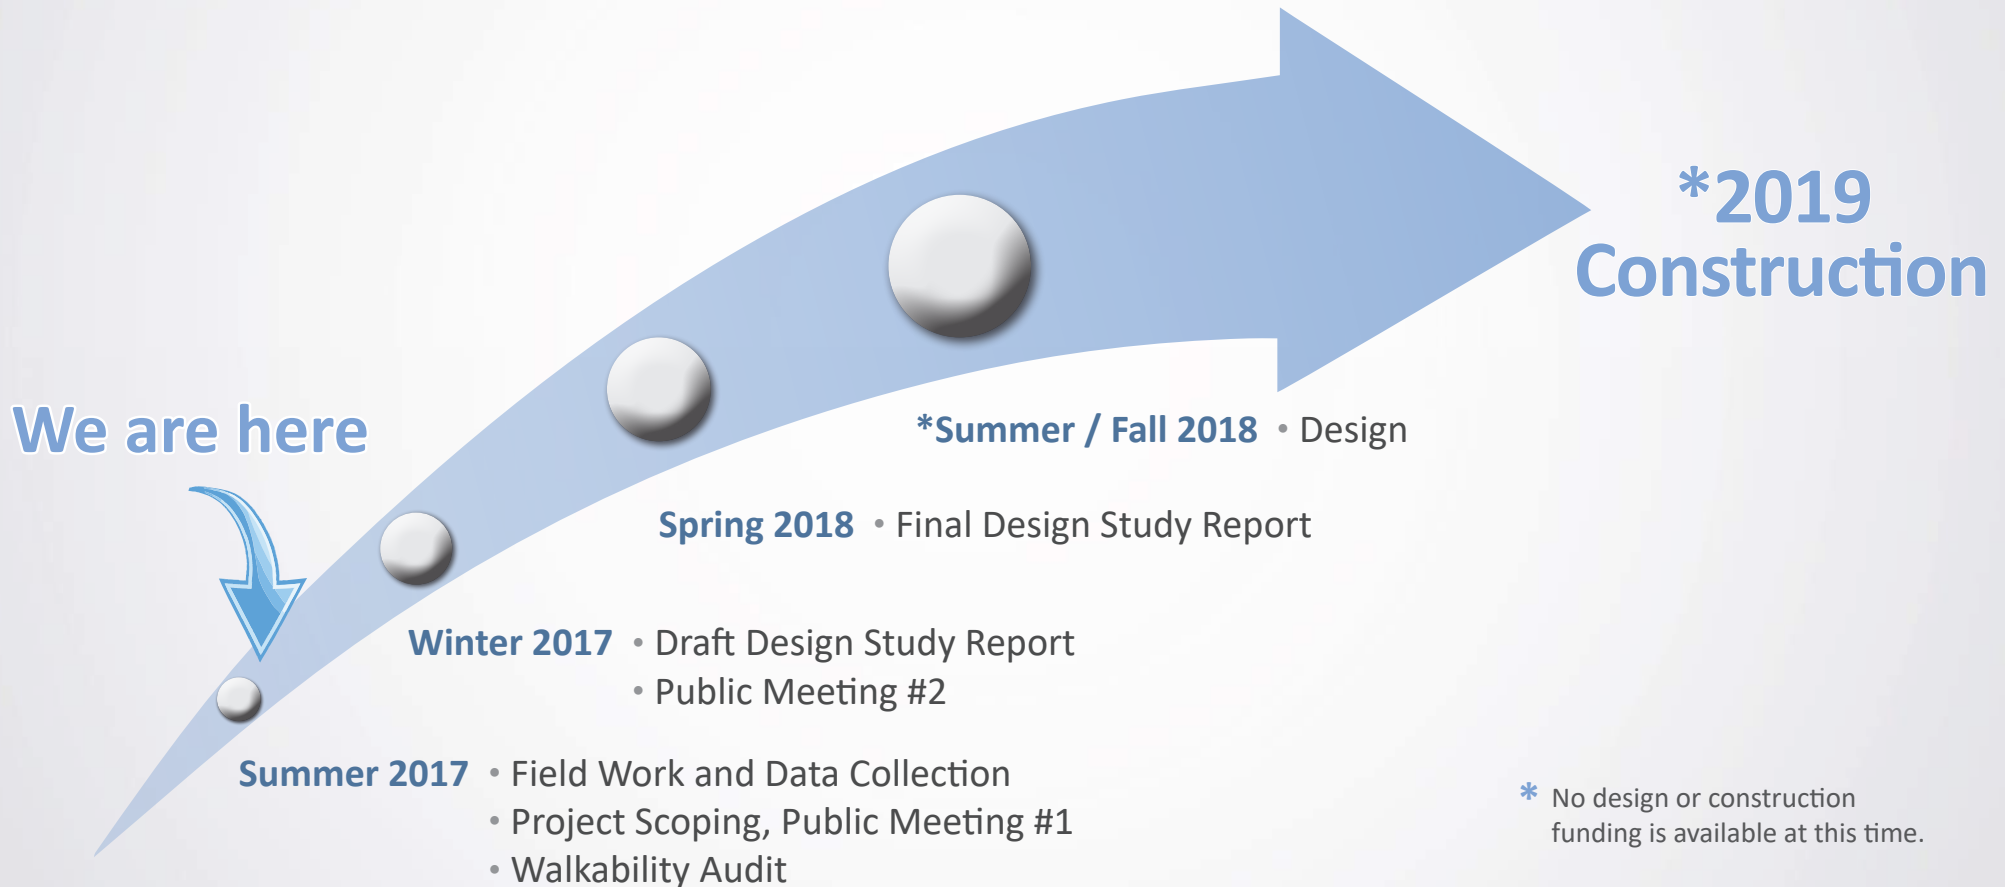 *2019
Construction
We are here
*Summer / Fall 2018 • Design
Spring 2018 • Final Design Study Report
Winter 2017 • Draft Design Study Report
• Public Meeting #2
Summer 2017 • Field Work and Data Collection
• Project Scoping, Public Meeting #1
• Walkability Audit
* No design or construction
funding is available at this time.